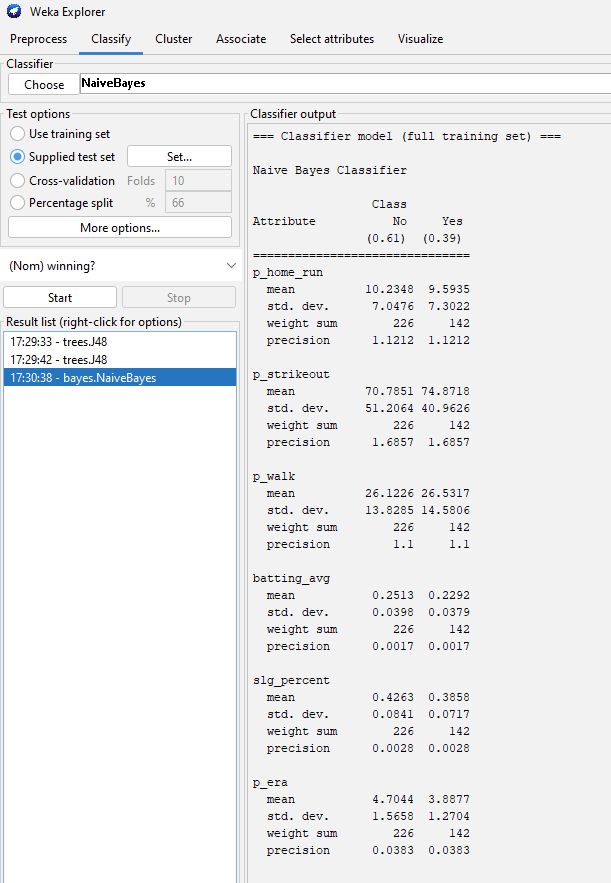 Weka Explorer
Preprocess Classify Cluster Associate Select attributes Visualize
Classifier
Choose NaiveBayes
Test options
Use training set
Supplied test set Set...
Cross-validation Folds 10
Percentage split % 66
More options...
(Nom) winning?
Start Stop
Result list (right-click for options)
17:29:33 - trees.J48
17:29:42 - trees.J48
17:30:38 - bayes.NaiveBayes
Classifier output
=== Classifier model (full training set) ===
Naive Bayes Classifier
Class
Attribute No Yes
(0.61) (0.39)
===============================
p_home_run
mean 10.2348 9.5935
std. dev. 7.0476 7.3022
weight sum 226 142
precision 1.1212 1.1212
p_strikeout
mean 70.7851 74.8718
std. dev. 51.2064 40.9626
weight sum 226 142
precision 1.6857 1.6857
p_walk
mean 26.1226 26.5317
std. dev. 13.8285 14.5806
weight sum 226 142
precision 1.1 1.1
batting_avg
mean 0.2513 0.2292
std. dev. 0.0398 0.0379
weight sum 226 142
precision 0.0017 0.0017
slg_percent
mean 0.4263 0.3858
std. dev. 0.0841 0.0717
weight sum 226 142
precision 0.0028 0.0028
p_era
mean 4.7044 3.8877
std. dev. 1.5658 1.2704
weight sum 226 142
precision 0.0383 0.0383